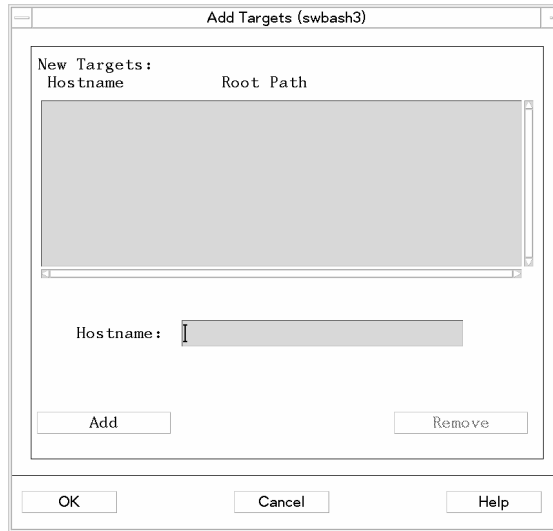 Add Targets (swbash3)
New Targets:
Hostname Root Path
Hostname:
Add Remove
OK Cancel Help